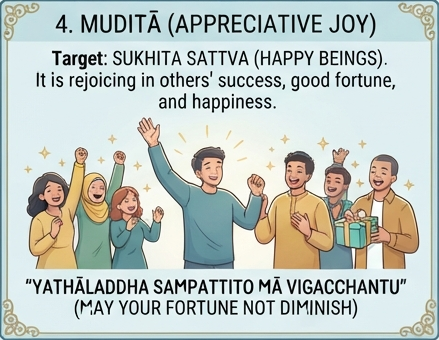 4. MUDITĀ (APPRECIATIVE JOY)
Target: SUKHITA SATTVA (HAPPY BEINGS).
It is rejoicing in others' success, good fortune,
and happiness.
"YATHĀLADDHA SAMPATTITO MĀ VIGACCHANTU"
(MAY YOUR FORTUNE NOT DIMINISH)